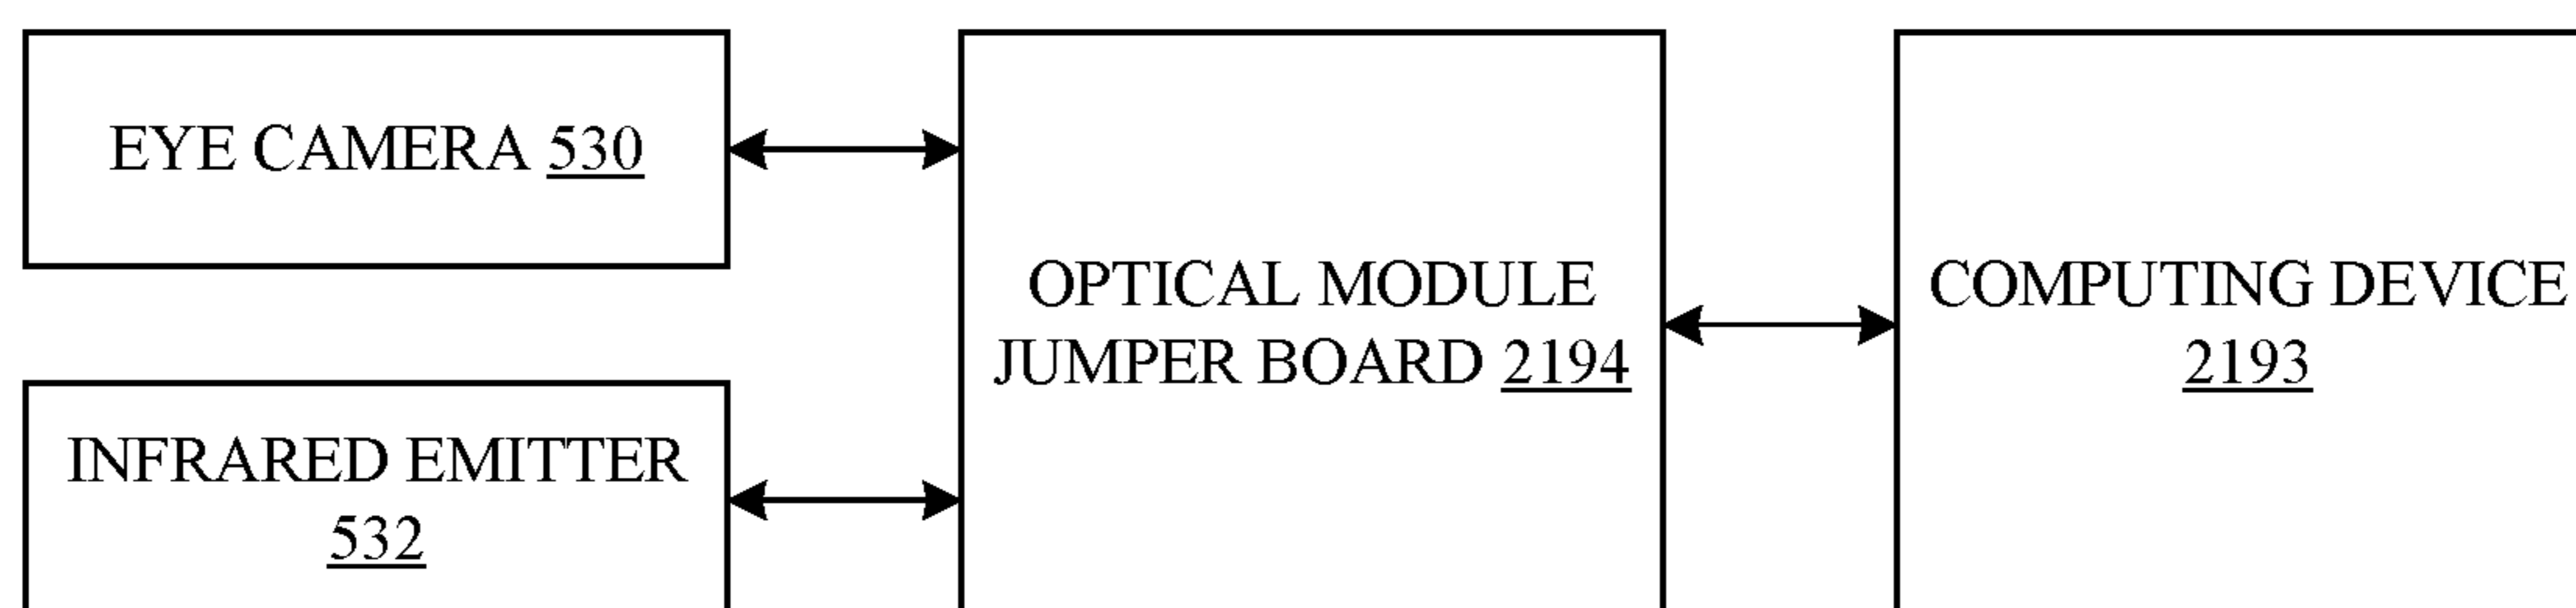 EYE CAMERA 530
OPTICAL MODULE
JUMPER BOARD 2194
COMPUTING DEVICE
2193
INFRARED EMITTER
532